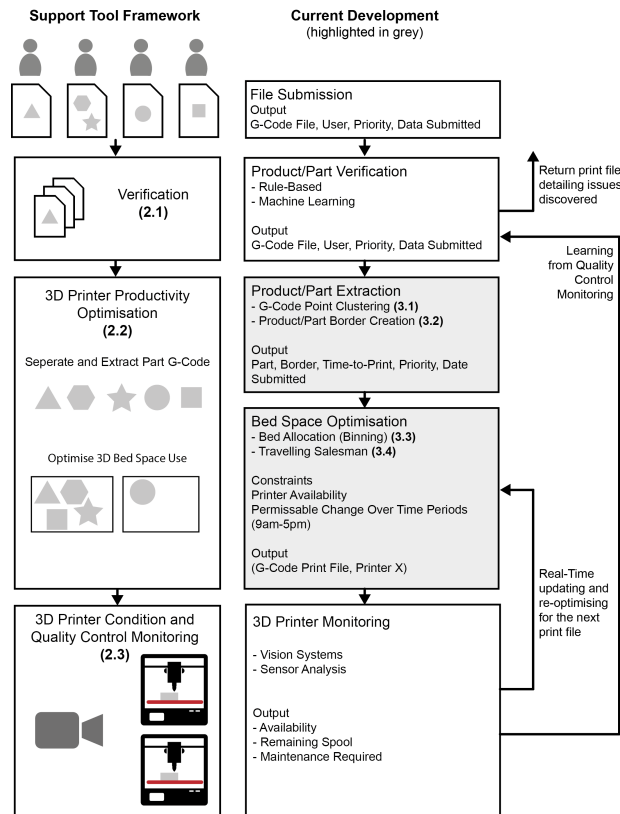 Support Tool Framework
Verification
(2.1)
3D Printer Productivity
Optimisation
(2.2)
Seperate and Extract Part G-Code
Optimise 3D Bed Space Use
3D Printer Condition and
Quality Control Monitoring
(2.3)
Current Development
(highlighted in grey)
File Submission
Output
G-Code File, User, Priority, Data Submitted
Product/Part Verification
- Rule-Based
- Machine Learning
Output
G-Code File, User, Priority, Data Submitted
Return print file
detailing issues
discovered
Learning
from Quality
Control
Monitoring
Product/Part Extraction
- G-Code Point Clustering (3.1)
- Product/Part Border Creation (3.2)
Output
Part, Border, Time-to-Print, Priority, Date
Submitted
Bed Space Optimisation
- Bed Allocation (Binning) (3.3)
- Travelling Salesman (3.4)
Constraints
Printer Availability
Permissable Change Over Time Periods
(9am-5pm)
Output
(G-Code Print File, Printer X)
Real-Time
updating and
re-optimising
for the next
print file
3D Printer Monitoring
- Vision Systems
- Sensor Analysis
Output
- Availability
- Remaining Spool
- Maintenance Required